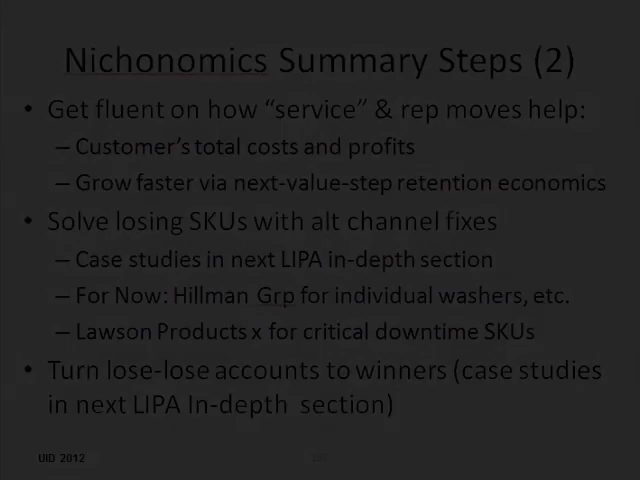 Nichonomics Summary Steps (2)
• Get fluent on how “service” & rep moves help:
– Customer’s total costs and profits
– Grow faster via next-value-step retention economics
• Solve losing SKUs with alt channel fixes
– Case studies in next LIPA in-depth section
– For Now: Hillman Grp for individual washers, etc.
– Lawson Products x for critical downtime SKUs
• Turn lose-lose accounts to winners (case studies
in next LIPA In-depth section)
UID 2012